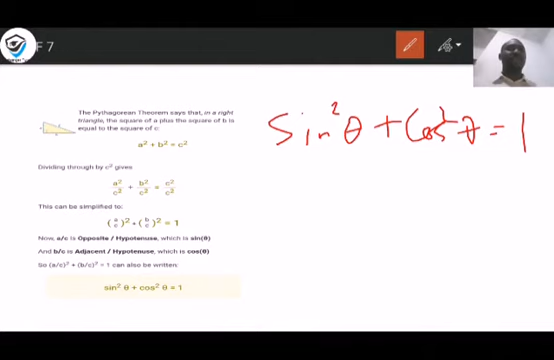 F 7
The Pythagorean Theorem says that, in a right
triangle, the square of a plus the square of b is
equal to the square of c:
a² + b² = c²
Dividing through by c² gives
a²/c² + b²/c² = c²/c²
This can be simplified to:
(a/c)² + (b/c)² = 1
Now, a/c is Opposite / Hypotenuse, which is sin(θ)
And b/c is Adjacent / Hypotenuse, which is cos(θ)
So (a/c)² + (b/c)² = 1 can also be written:
sin² θ + cos² θ = 1
Sin²θ + Cos²θ = 1